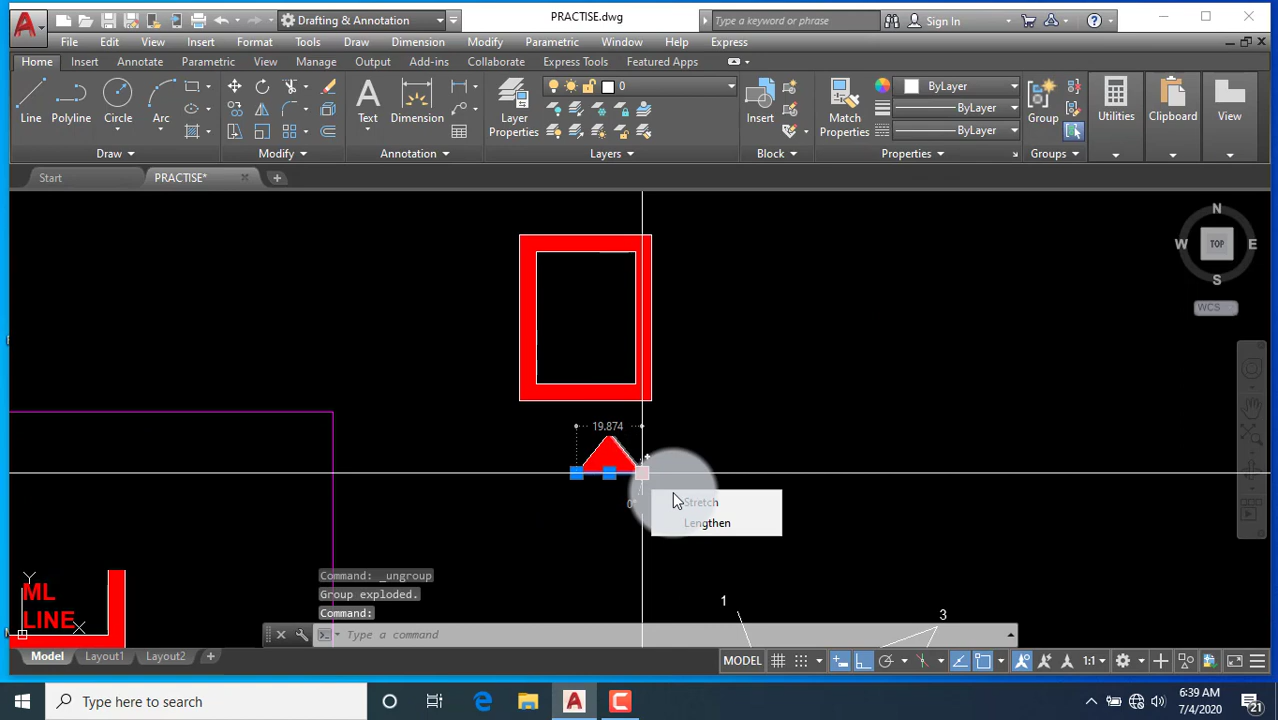 Drafting & Annotation
PRACTISE.dwg
Type a keyword or phrase
Sign In
File Edit View Insert Format Tools Draw Dimension Modify Parametric Window Help Express
Home Insert Annotate Parametric View Manage Output Add-ins Collaborate Express Tools Featured Apps
0
ByLayer
ByLayer
ByLayer
Line Polyline Circle Arc Text Dimension Layer Properties Insert Match Properties Group Utilities Clipboard View
Draw Modify Annotation Layers Block Properties Groups
Start PRACTISE*
N
W TOP E
S
WCS
19.874
0°
Stretch
Lengthen
Y
ML
LINE
X
1
3
Command: _ungroup
Group exploded.
Command:
Type a command
Model Layout1 Layout2
MODEL
1:1
Type here to search
6:39 AM
7/4/2020
21